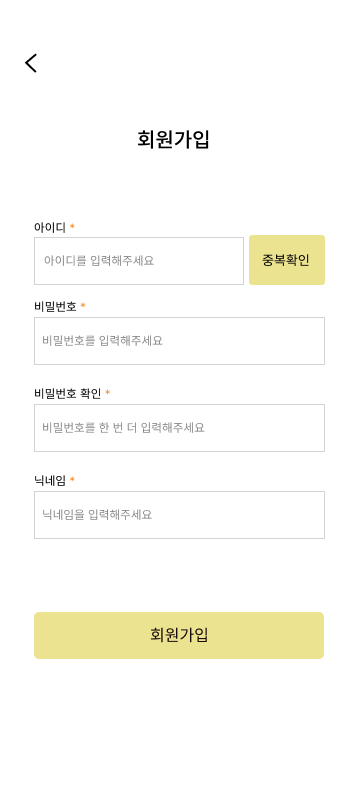 회원가입
아이디 *
아이디를 입력해주세요
중복확인
비밀번호 *
비밀번호를 입력해주세요
비밀번호 확인 *
비밀번호를 한 번 더 입력해주세요
닉네임 *
닉네임을 입력해주세요
회원가입